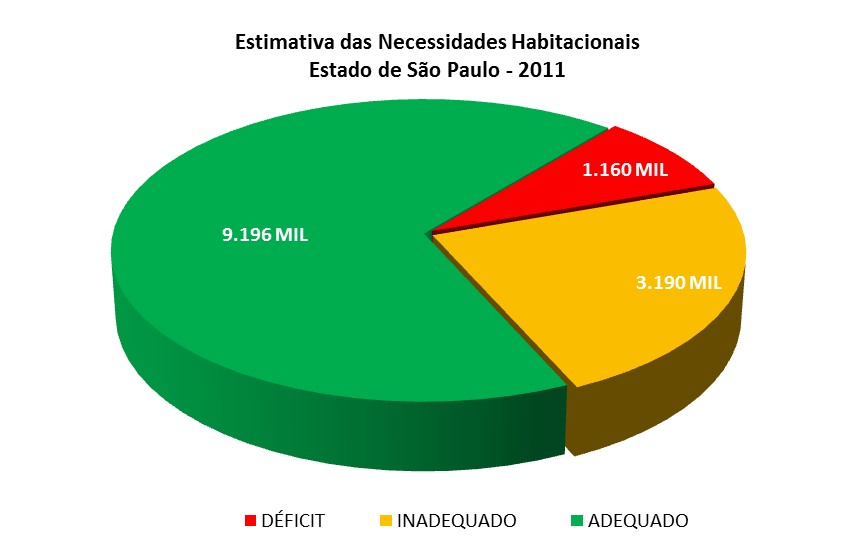 Estimativa das Necessidades Habitacionais
Estado de São Paulo - 2011
1.160 MIL
9.196 MIL
3.190 MIL
DÉFICIT
INADEQUADO
ADEQUADO